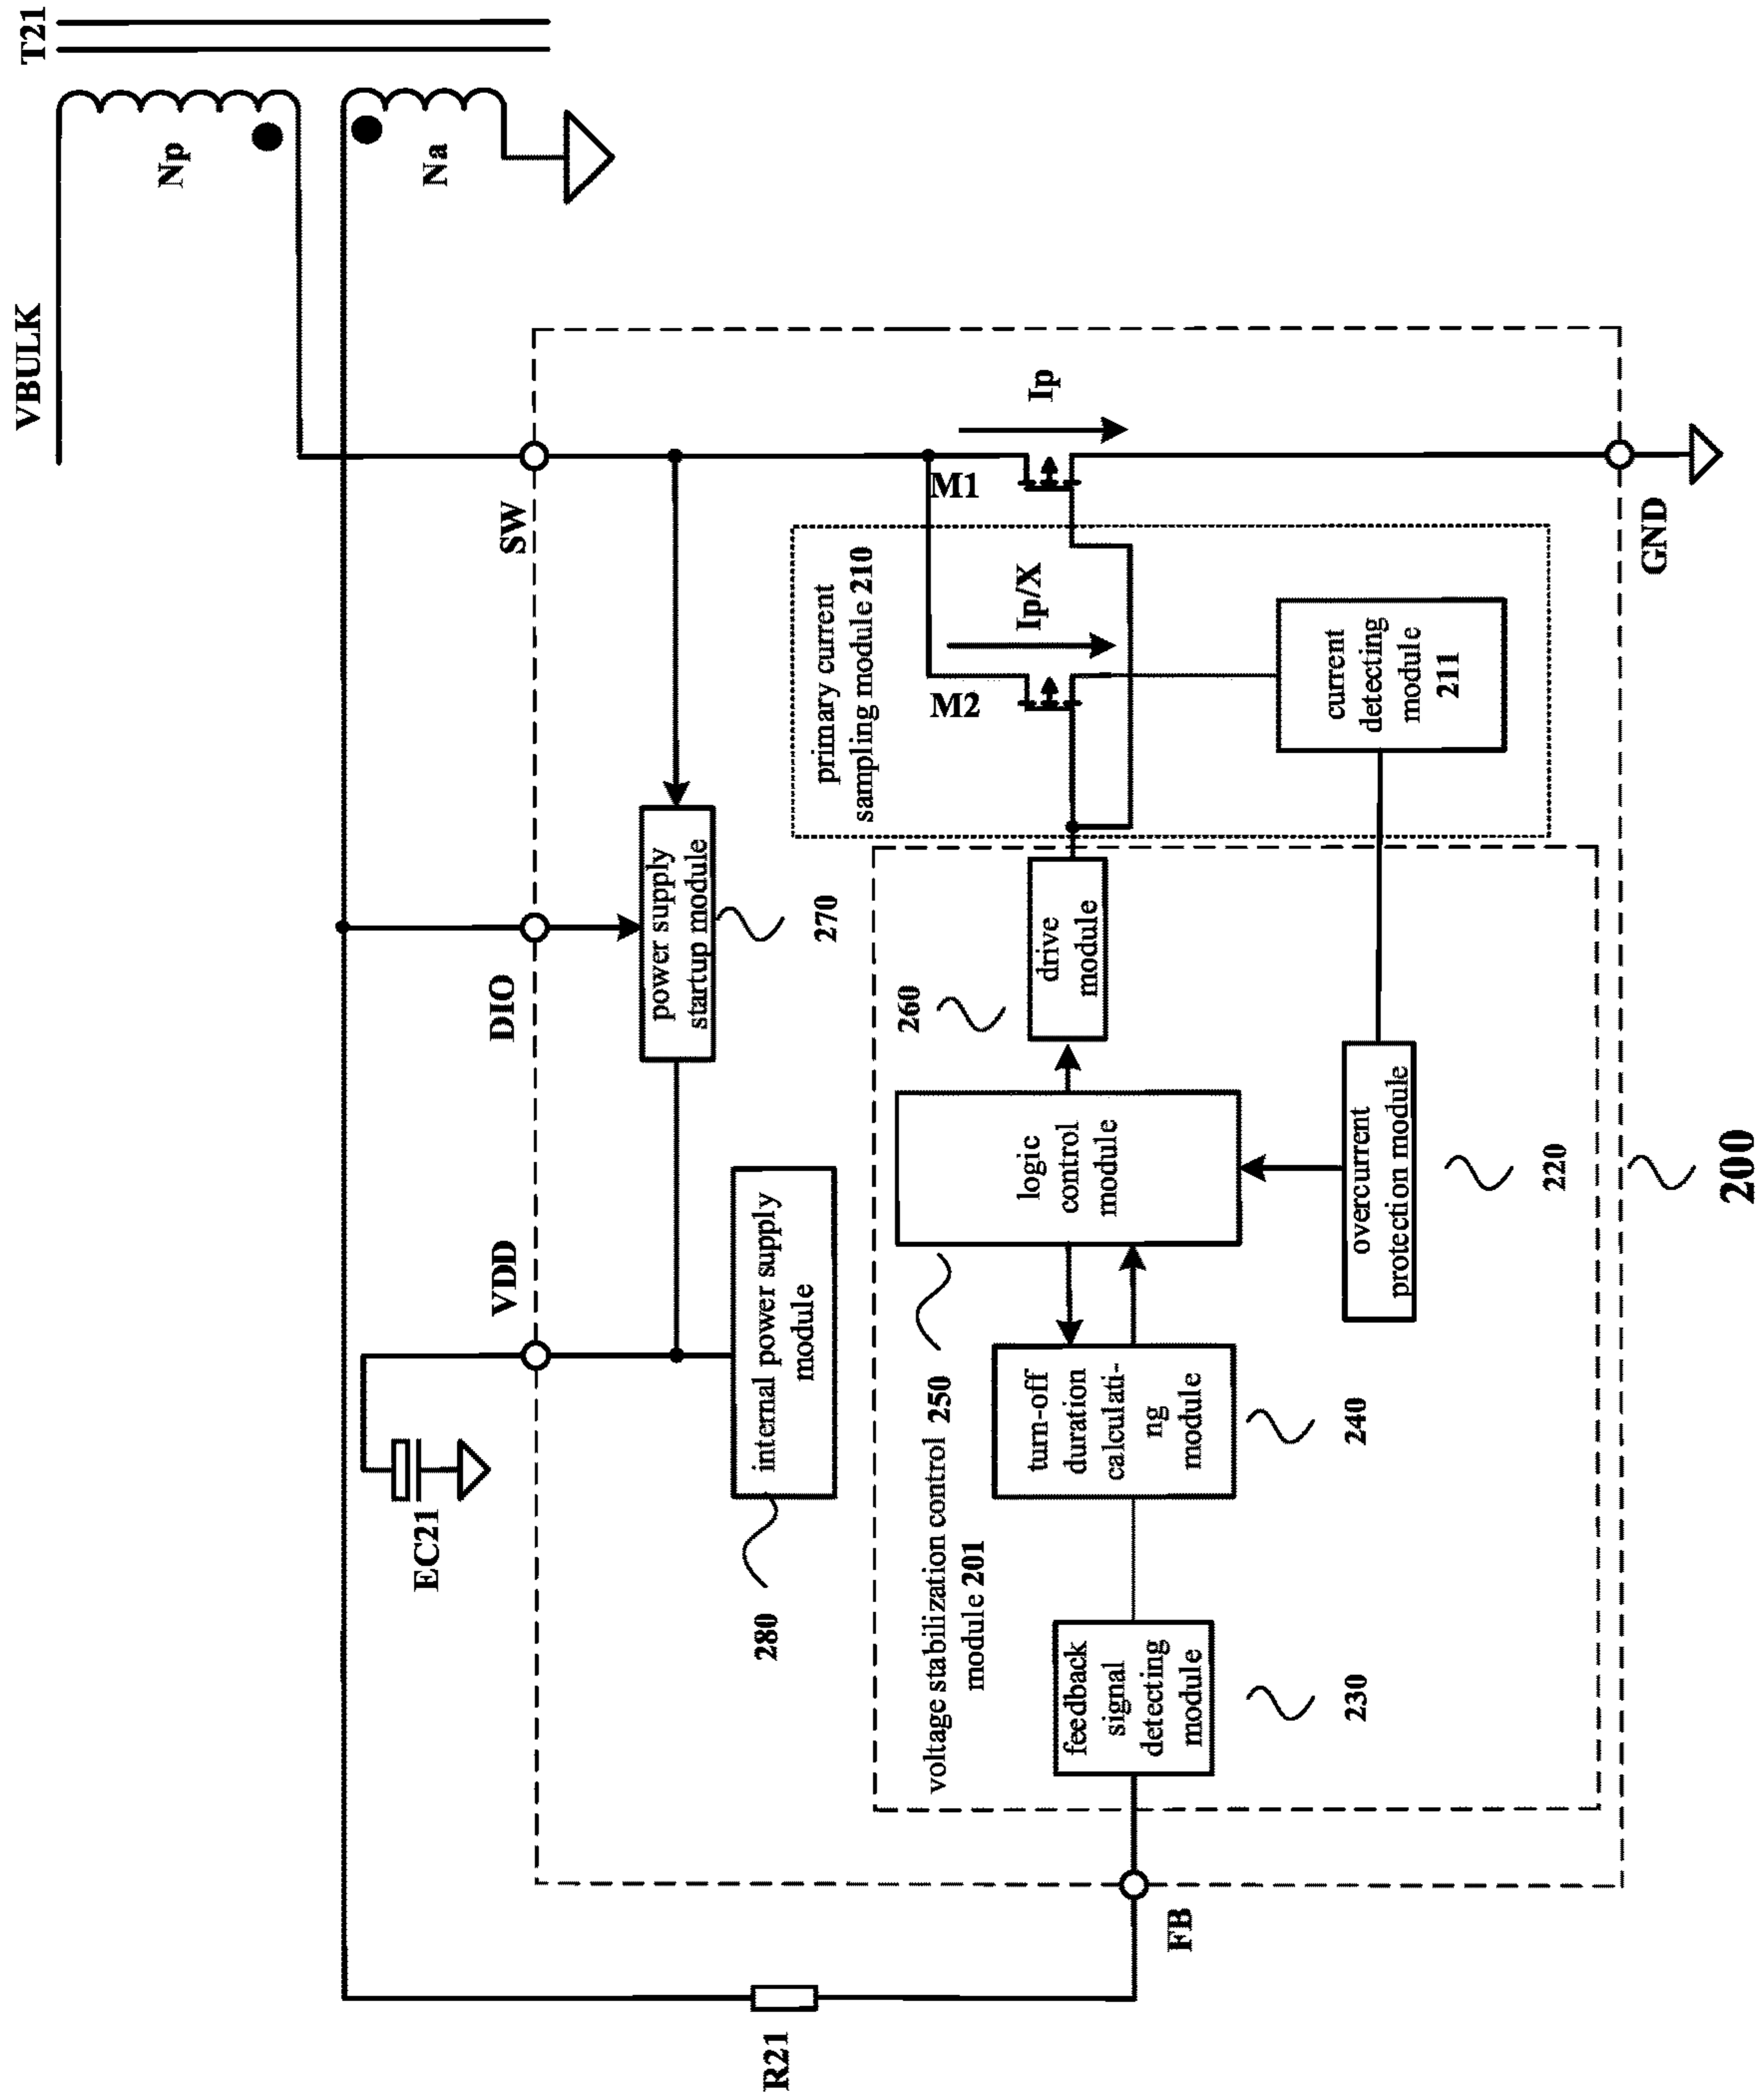 T21
Np
Na
VBULK
SW
DIO
VDD
EC21
R21
FB
GND
Ip
M1
primary current
sampling module 210
Ip/X
M2
current
detecting
module
211
power supply
startup module
270
internal power supply
module
280
drive
module
260
logic
control
module
250
overcurrent
protection module
220
turn-off
duration
calculati-
ng
module
240
voltage stabilization control
module 201
feedback
signal
detecting
module
230
200